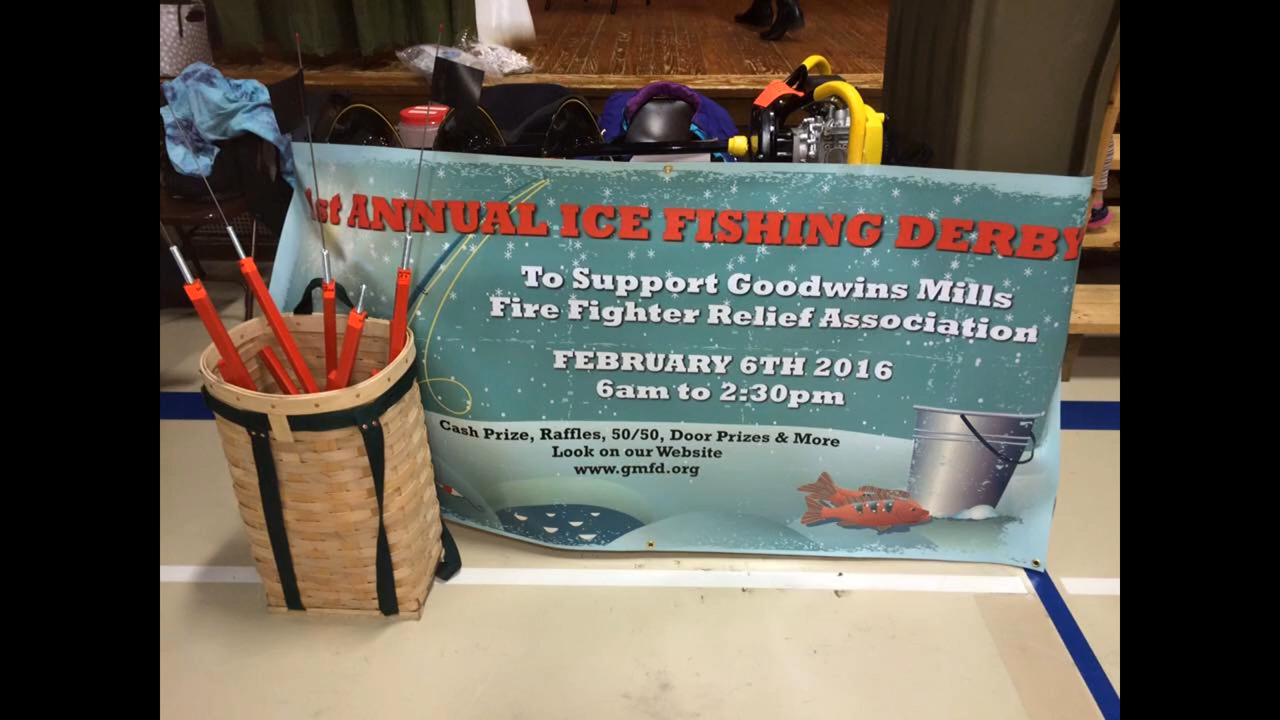 1st ANNUAL ICE FISHING DERBY
To Support Goodwins Mills
Fire Fighter Relief Association
FEBRUARY 6TH 2016
6am to 2:30pm
Cash Prize, Raffles, 50/50, Door Prizes & More
Look on our Website
www.gmfd.org